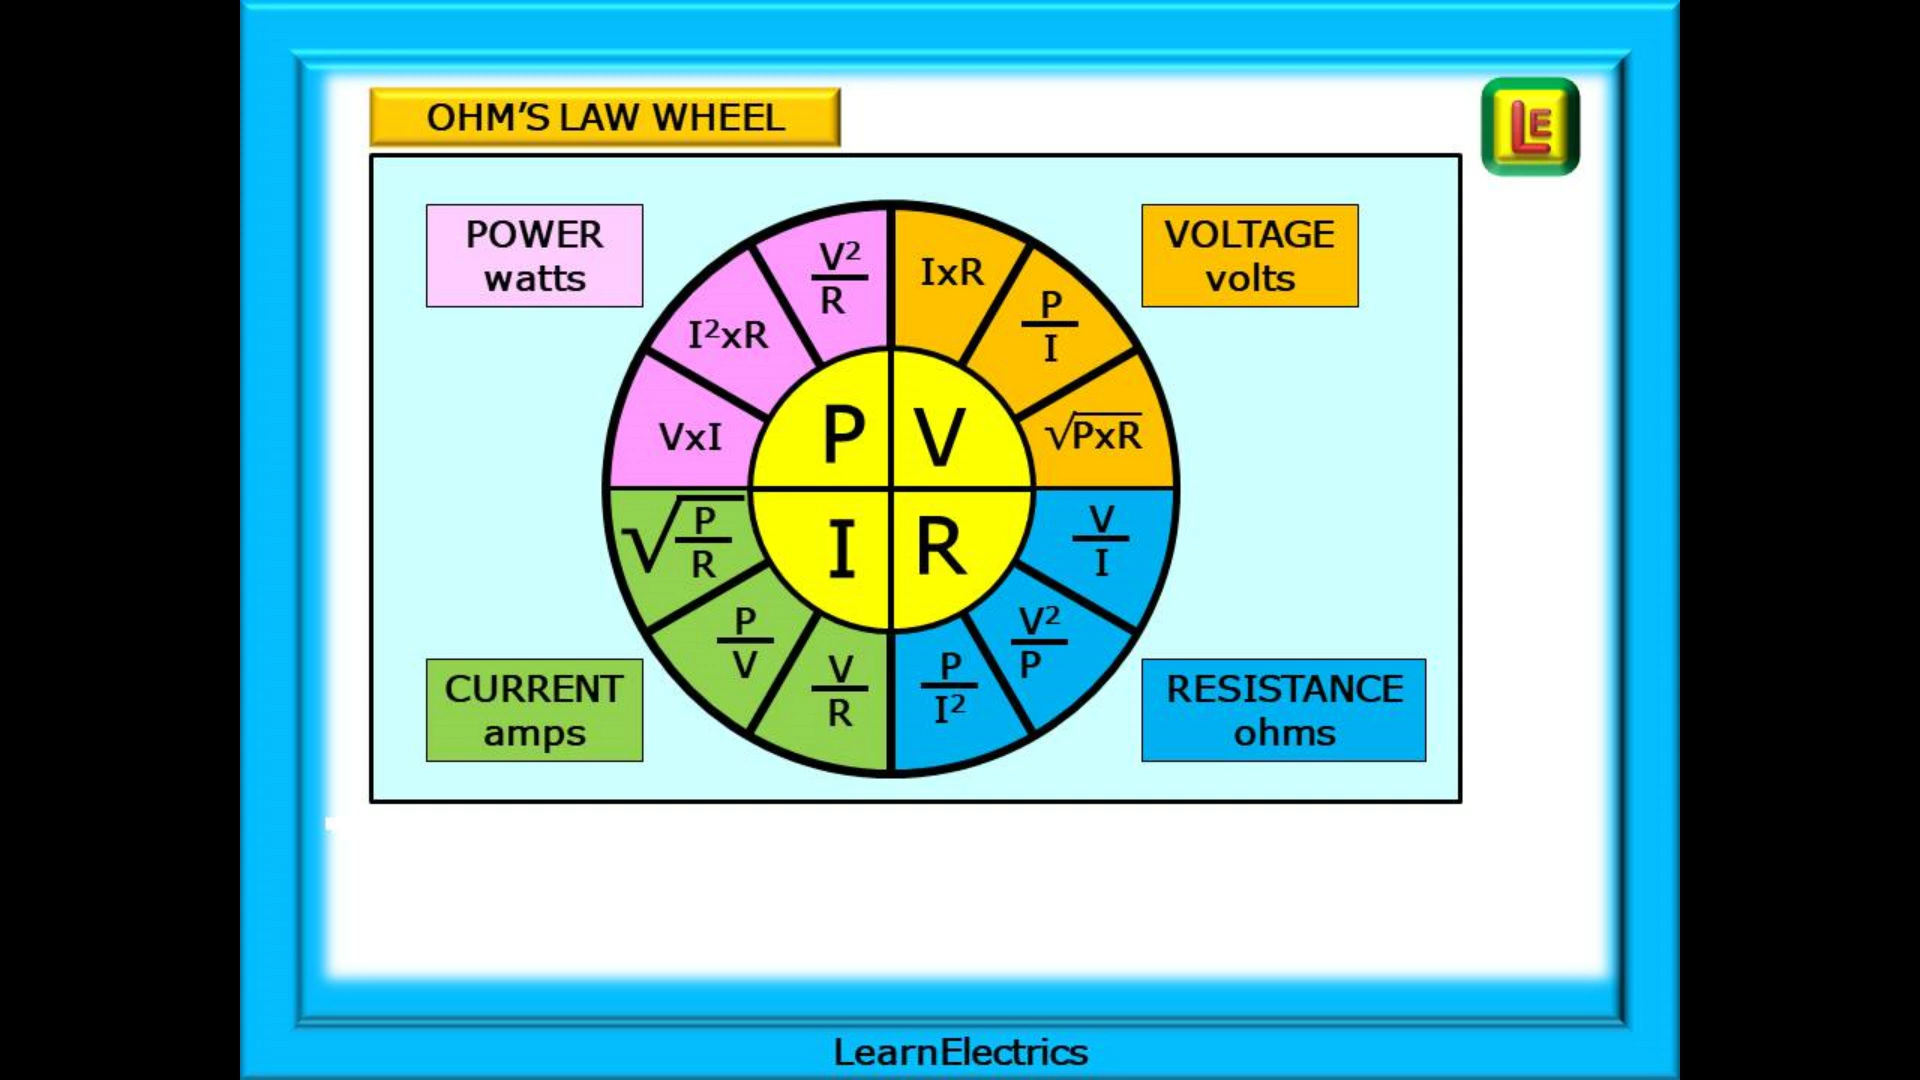 OHM'S LAW WHEEL
LE
POWER
watts
VOLTAGE
volts
V²
R
IxR
P
I
I²xR
VxI
√PxR
P
V
I
R
√
P
R
V
I
P
V
V²
P
V
R
P
I²
CURRENT
amps
RESISTANCE
ohms
LearnElectrics